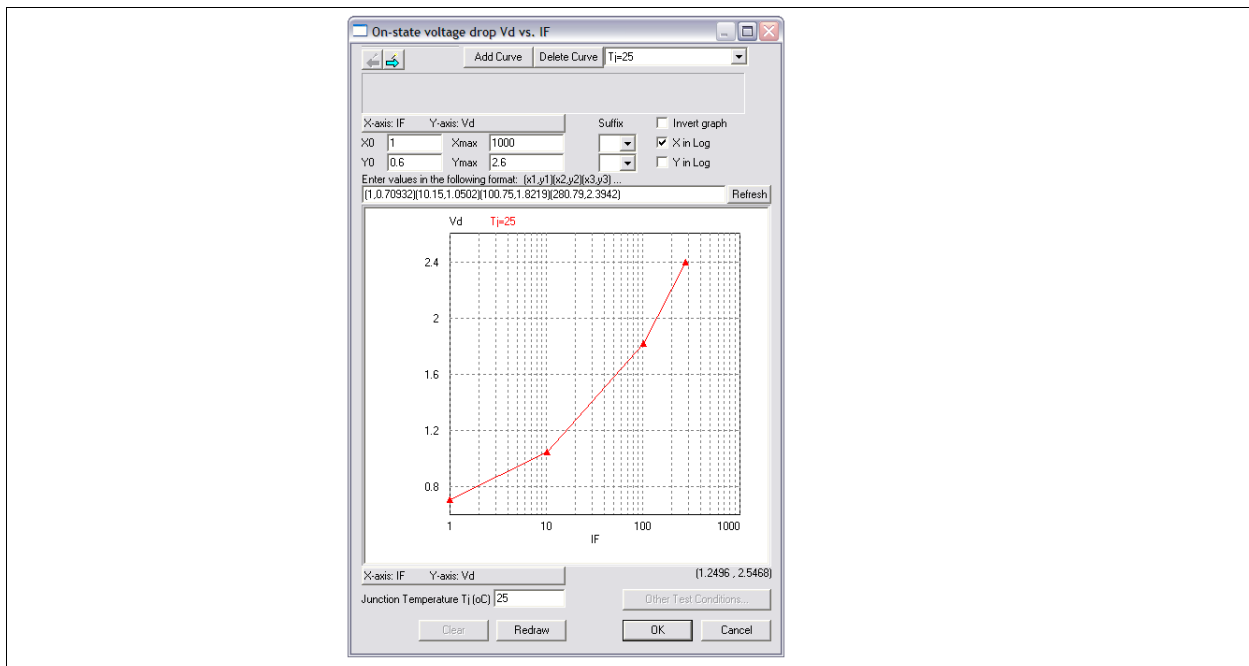 On-state voltage drop Vd vs. IF
Add Curve Delete Curve Tj=25
X-axis: IF Y-axis: Vd Suffix Invert graph
X0 1 Xmax 1000 X in Log
Y0 0.6 Ymax 2.6 Y in Log
Enter values in the following format: (x1,y1)(x2,y2)(x3,y3) ...
(1,0.70932)(10.15,1.0502)(100.75,1.8219)(280.79,2.3942) Refresh
Vd Tj=25
2.4
2
1.6
1.2
0.8
1 10 100 1000
IF
X-axis: IF Y-axis: Vd (1.2496 , 2.5468)
Junction Temperature Tj (oC) 25 Other Test Conditions...
Clear Redraw OK Cancel